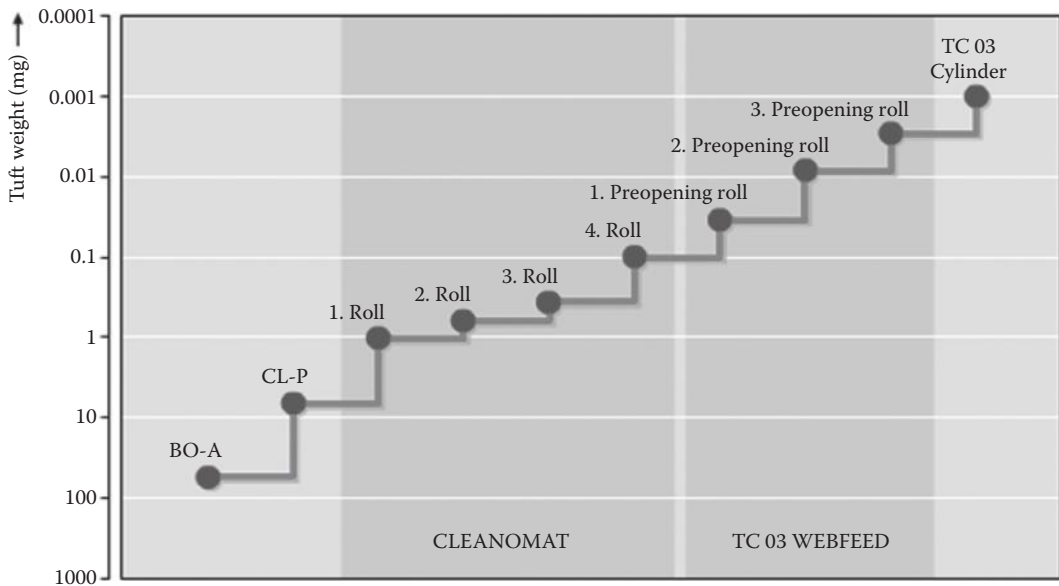 Tuft weight (mg)
0.0001
0.001
0.01
0.1
1
10
100
1000
BO-A
CL-P
1. Roll
2. Roll
3. Roll
4. Roll
1. Preopening roll
2. Preopening roll
3. Preopening roll
TC 03
Cylinder
CLEANOMAT
TC 03 WEBFEED